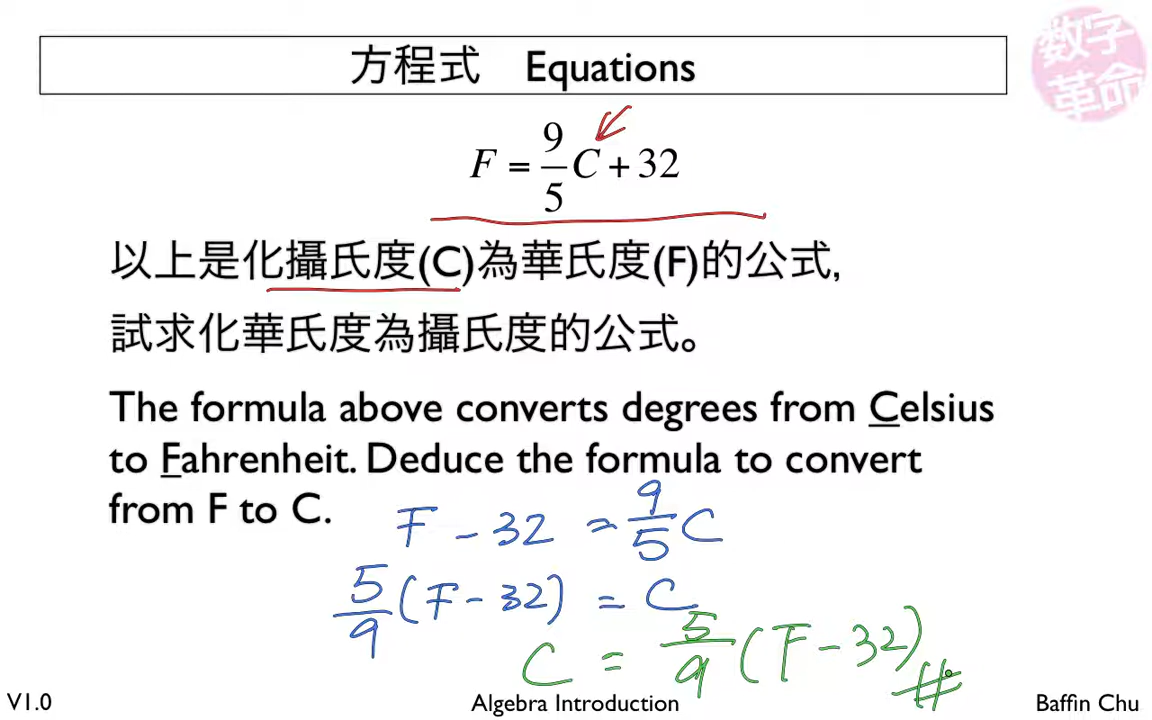 方程式 Equations
数字
革命
F = 9/5 C + 32
以上是化攝氏度(C)為華氏度(F)的公式,
試求化華氏度為攝氏度的公式。
The formula above converts degrees from Celsius
to Fahrenheit. Deduce the formula to convert
from F to C.
F - 32 = 9/5 C
5/9 (F - 32) = C
C = 5/9 (F - 32) #
V1.0 Algebra Introduction Baffin Chu